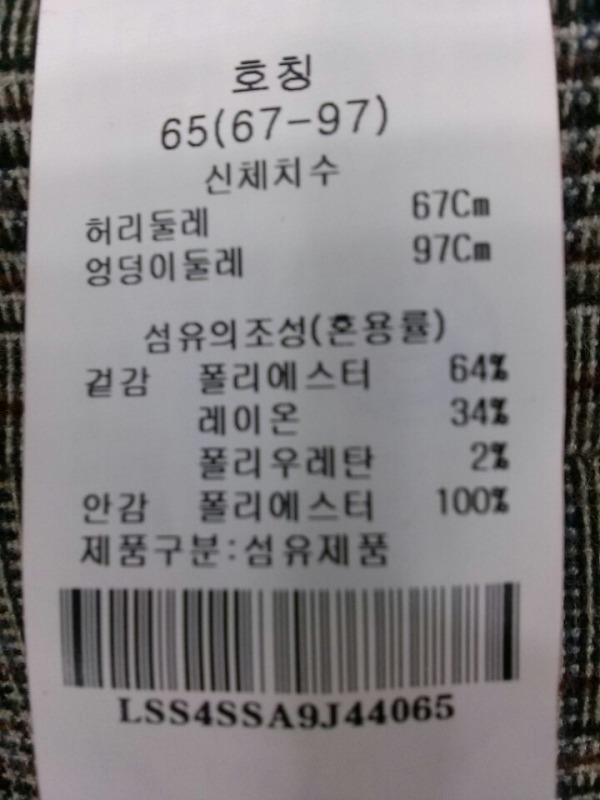 호칭
65(67-97)
신체치수
허리둘레 67Cm
엉덩이둘레 97Cm
섬유의조성(혼용률)
겉감 폴리에스터 64%
레이온 34%
폴리우레탄 2%
안감 폴리에스터 100%
제품구분:섬유제품
LSS4SSA9J44065